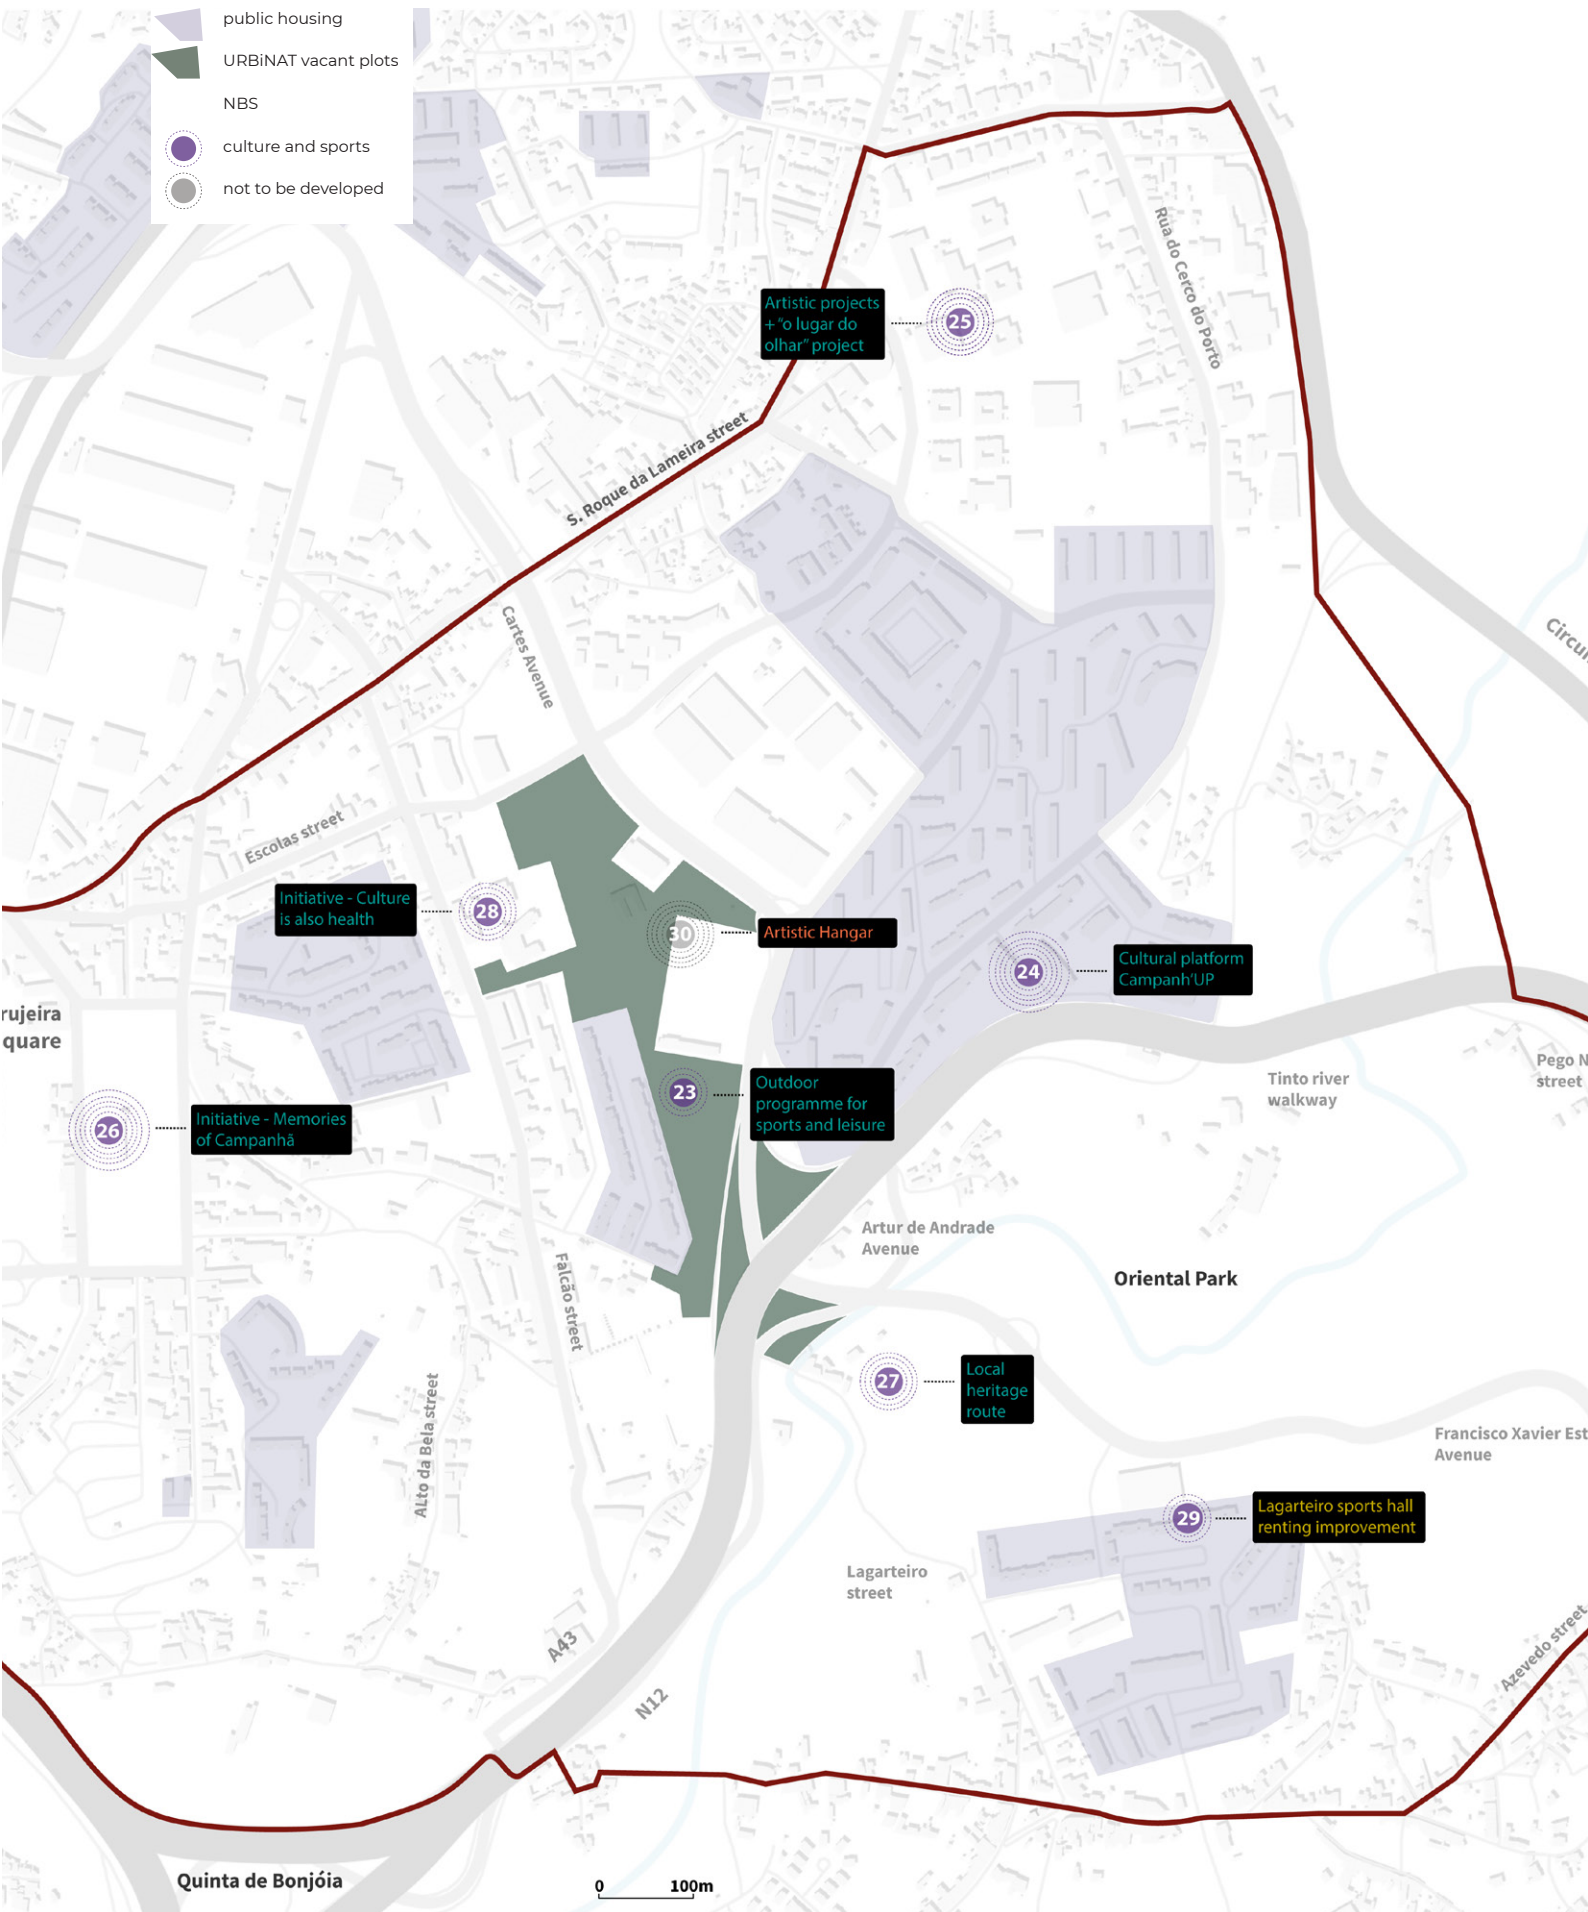 public housing
URBiNAT vacant plots
NBS
culture and sports
not to be developed
Rua do Cerco do Porto
Artistic projects
+ “o lugar do
olhar” project
25
S. Roque da Lameira street
Cartes Avenue
Circun
Escolas street
Initiative - Culture
is also health
28
30
Artistic Hangar
24
Cultural platform
Campanh’UP
rujeira
quare
Pego N
street
Tinto river
walkway
23
Outdoor
programme for
sports and leisure
26
Initiative - Memories
of Campanhã
Artur de Andrade
Avenue
Oriental Park
Falcão street
27
Local
heritage
route
ALto da Bela street
Francisco Xavier Est
Avenue
29
Lagarteiro sports hall
renting improvement
Lagarteiro
street
Azevedo street
A43
N12
Quinta de Bonjóia
0 100m